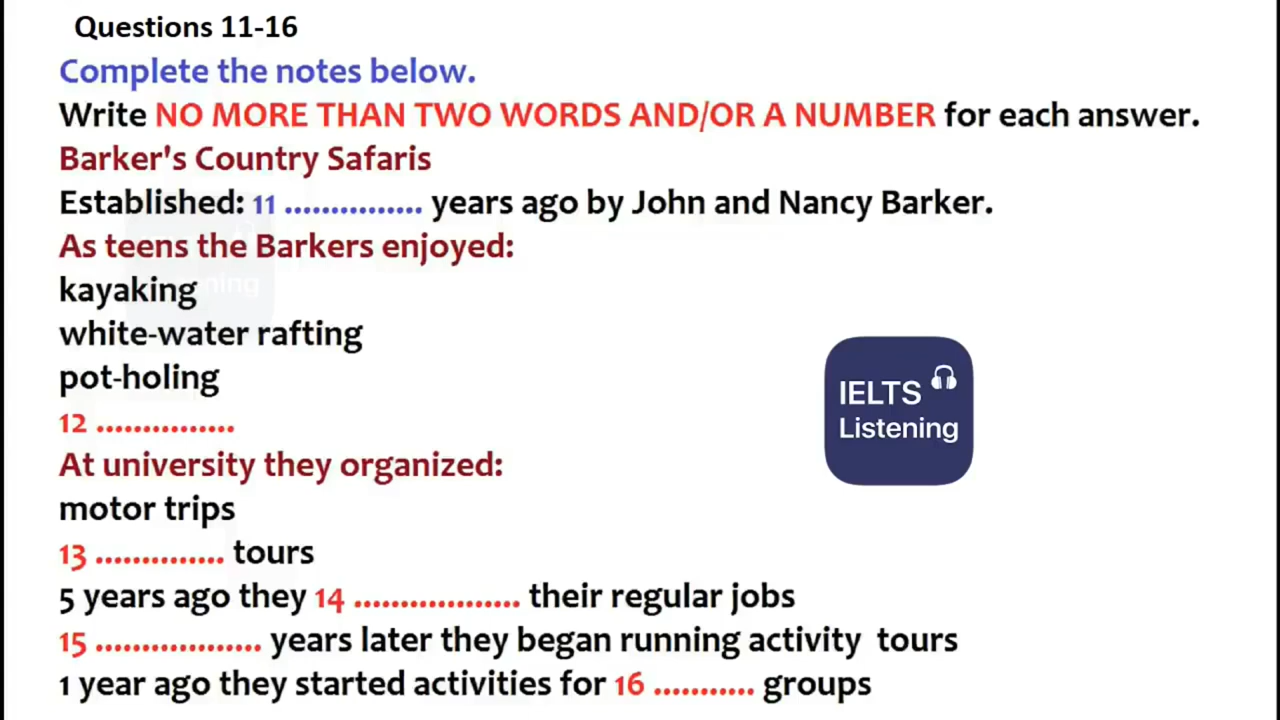 Questions 11-16
Complete the notes below.
Write NO MORE THAN TWO WORDS AND/OR A NUMBER for each answer.
Barker's Country Safaris
Established: 11 ............... years ago by John and Nancy Barker.
As teens the Barkers enjoyed:
kayaking
white-water rafting
pot-holing
12 ...............
At university they organized:
motor trips
13 .............. tours
5 years ago they 14 .................. their regular jobs
15 .................. years later they began running activity tours
1 year ago they started activities for 16 ........... groups
IELTS
Listening